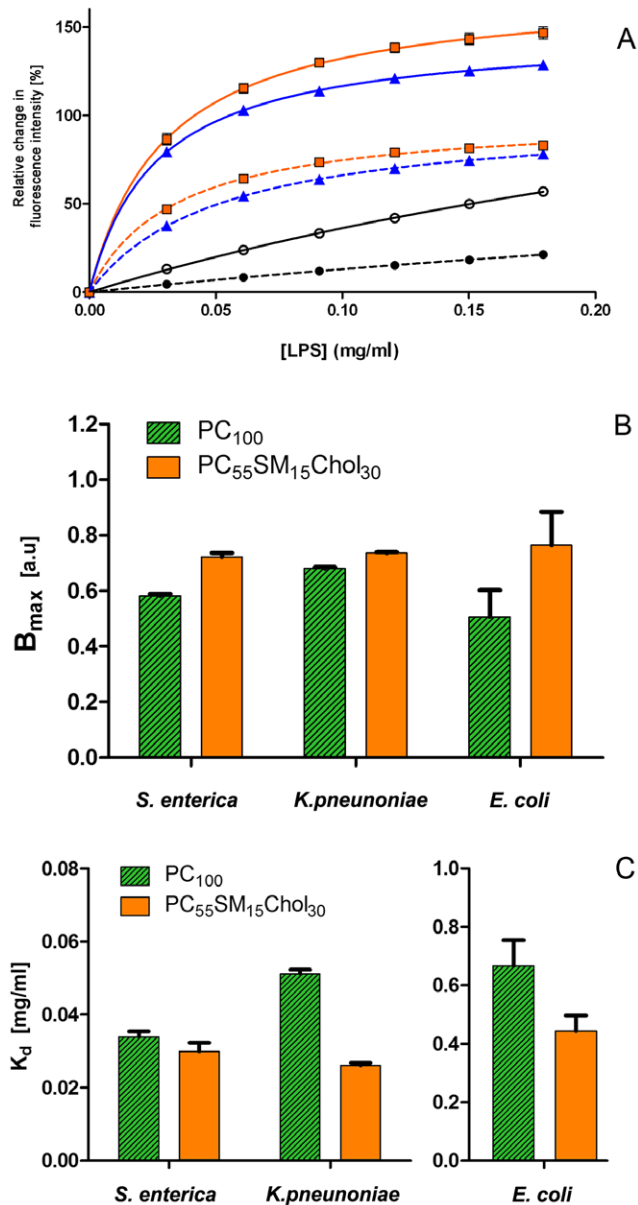 A
Relative change in
fluorescence intensity [%]
150
100
50
0
0.00 0.05 0.10 0.15 0.20
[LPS] (mg/ml)
B
PC100
PC55SM15Chol30
Bmax [a.u]
1.2
1.0
0.8
0.6
0.4
0.2
0.0
S. enterica K.pneunoniae E. coli
C
PC100
PC55SM15Chol30
Kd [mg/ml]
0.08
0.06
0.04
0.02
0.00
S. enterica K.pneunoniae
1.0
0.8
0.6
0.4
0.2
0.0
E. coli